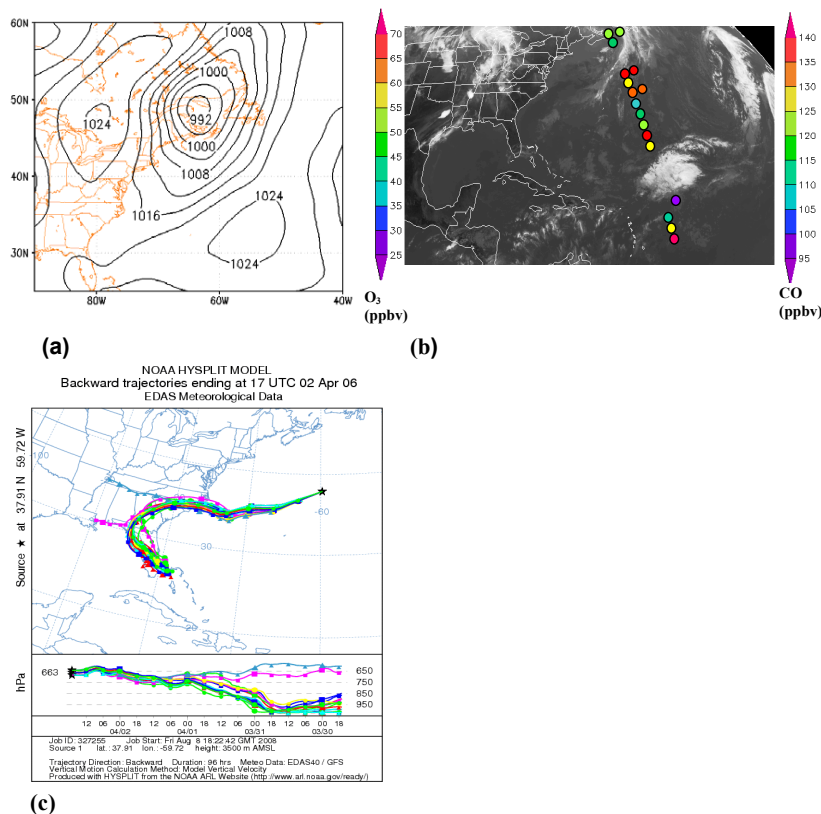 60N
50N
40N
30N
80W
60W
40W
1008
1000
1024
992
1000
1008
1016
1024
1024
70
65
60
55
50
45
40
35
30
25
O₃
(ppbv)
140
135
130
125
120
115
110
105
100
95
CO
(ppbv)
(a)
(b)
NOAA HYSPLIT MODEL
Backward trajectories ending at 17 UTC 02 Apr 06
EDAS Meteorological Data
Source ★ at 37.91 N 59.72 W
-100
-60
-30
20
hPa
663
650
750
850
950
12 06 00 18 12 06 00 18 12 06 00 18 12 06 00 18
04/02 04/01 03/31 03/30
Job ID: 327255 Job Start: Fri Aug 8 18:22:42 GMT 2008
Source 1 lat.: 37.91 lon.: -59.72 height: 3500 m AMSL
Trajectory Direction: Backward Duration: 96 hrs Meteo Data: EDAS40 / GFS
Vertical Motion Calculation Method: Model Vertical Velocity
Produced with HYSPLIT from the NOAA ARL Website (http://www.arl.noaa.gov/ready/)
(c)